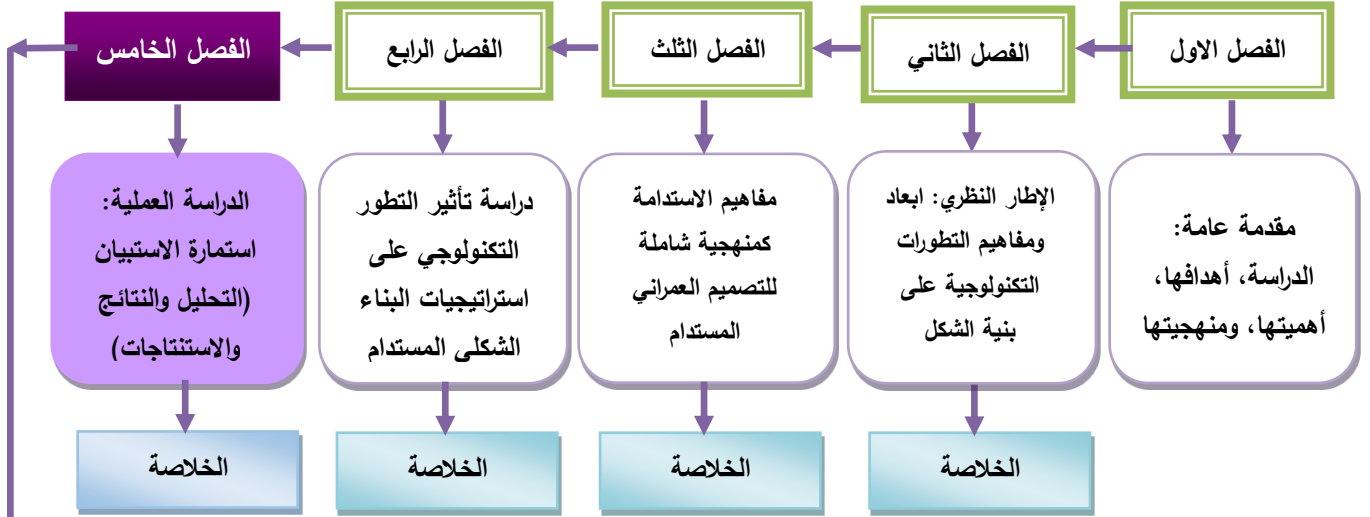 الفصل الاول
الفصل الثاني
الفصل الثلث
الفصل الرابع
الفصل الخامس
مقدمة عامة:
الدراسة، أهدافها،
أهميتها، ومنهجيتها
الإطار النظري: ابعاد
ومفاهيم التطورات
التكنولوجية على
بنية الشكل
مفاهيم الاستدامة
كمنهجية شاملة
للتصميم العمراني
المستدام
دراسة تأثير التطور
التكنولوجي على
استراتيجيات البناء
الشكلى المستدام
الدراسة العملية:
استمارة الاستبيان
(التحليل والنتائج
والاستنتاجات)
الخلاصة
الخلاصة
الخلاصة
الخلاصة